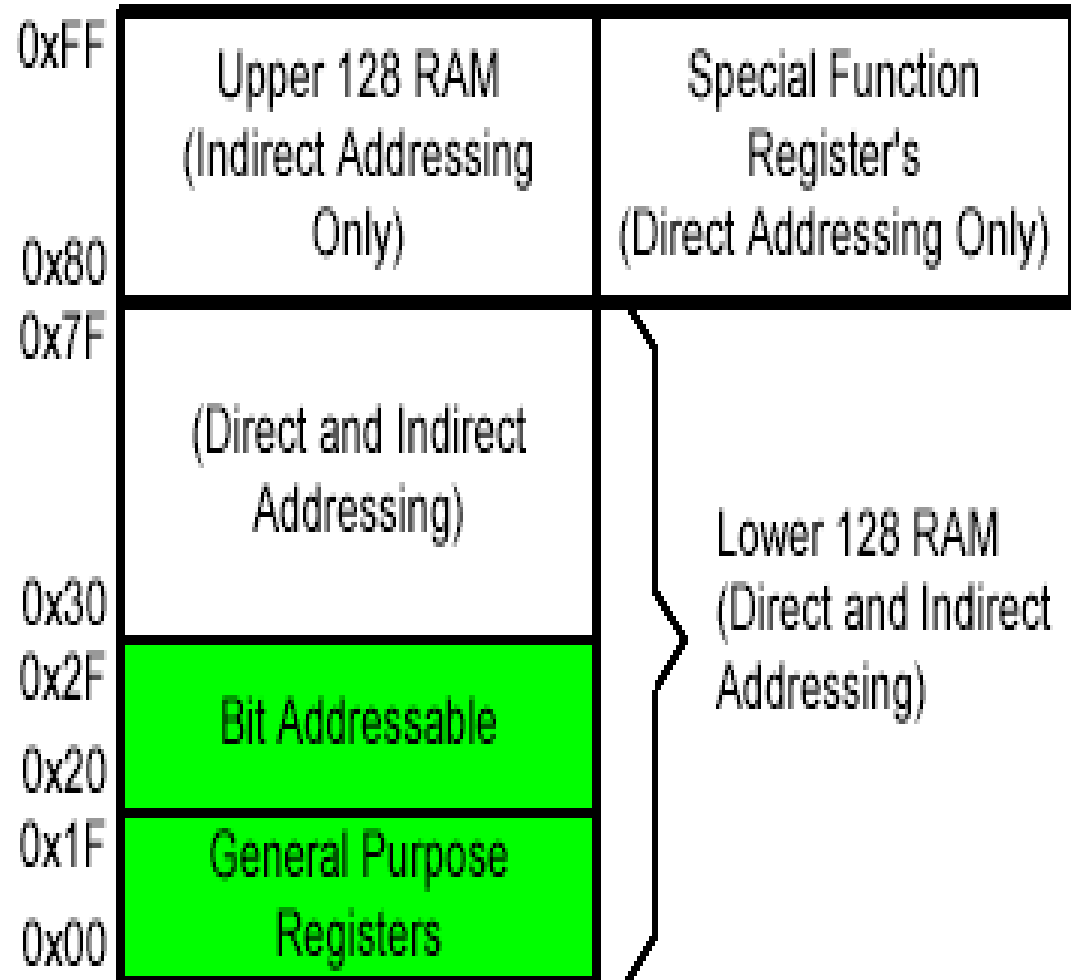 0xFF
Upper 128 RAM
(Indirect Addressing
Only)
0x80
Special Function
Register's
(Direct Addressing Only)
0x7F
(Direct and Indirect
Addressing)
0x30
Lower 128 RAM
(Direct and Indirect
Addressing)
0x2F
Bit Addressable
0x20
0x1F
General Purpose
Registers
0x00